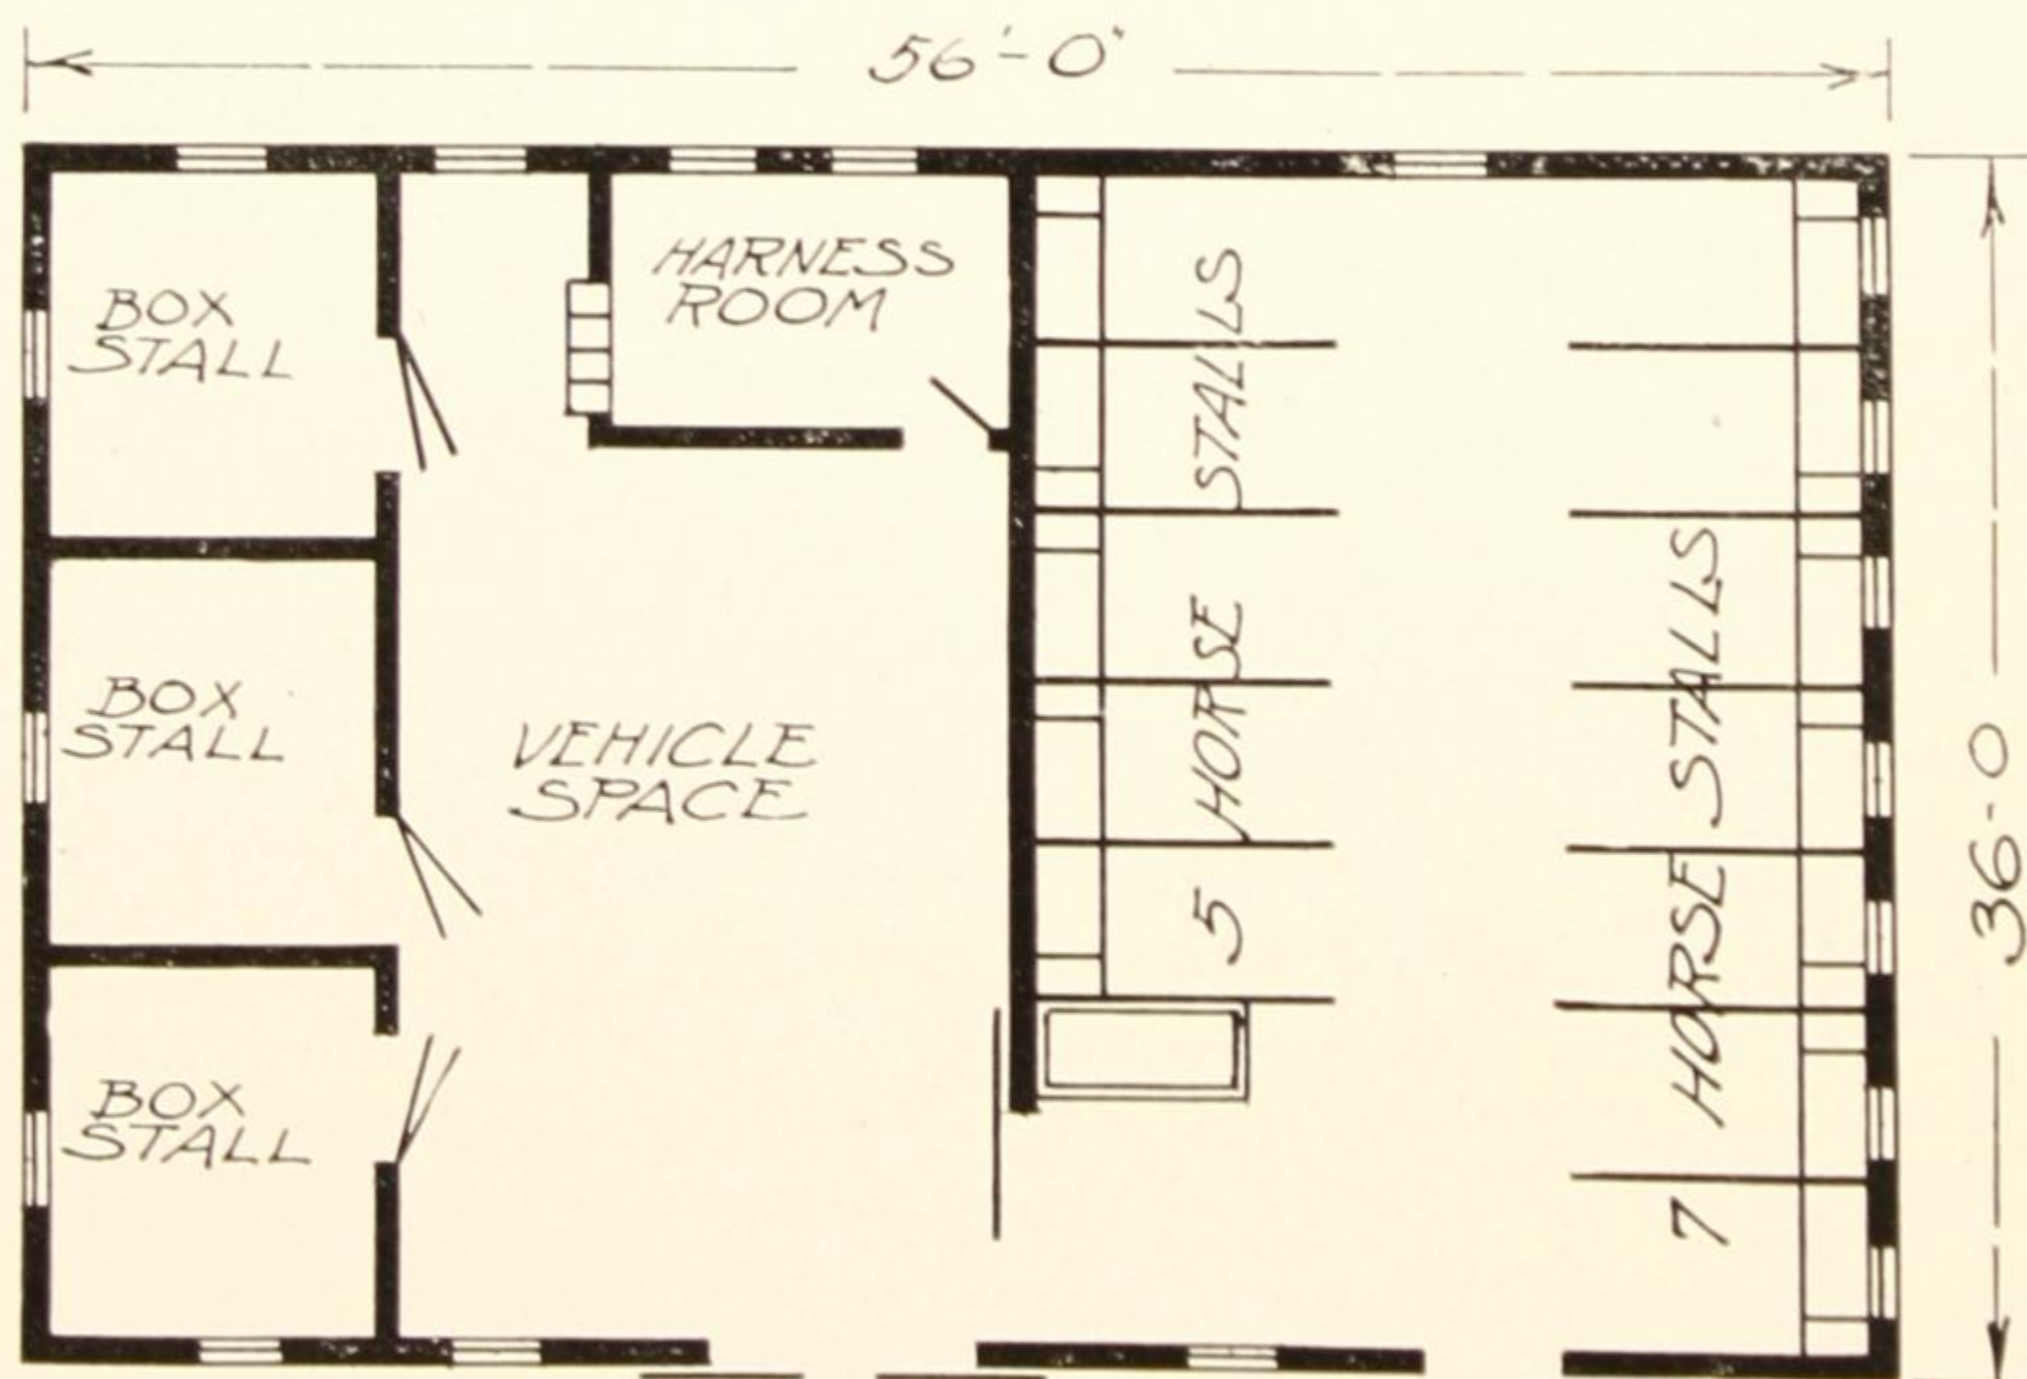 56'-0"
BOX
STALL
HARNESS
ROOM
BOX
STALL
VEHICLE
SPACE
BOX
STALL
5 HORSE STALLS
7 HORSE STALLS
36-0